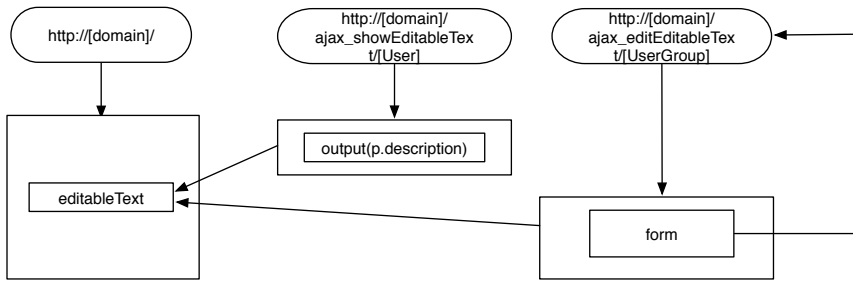 http://[domain]/
http://[domain]/
ajax_showEditableTex
t/[User]
http://[domain]/
ajax_editEditableTex
t/[UserGroup]
output(p.description)
editableText
form